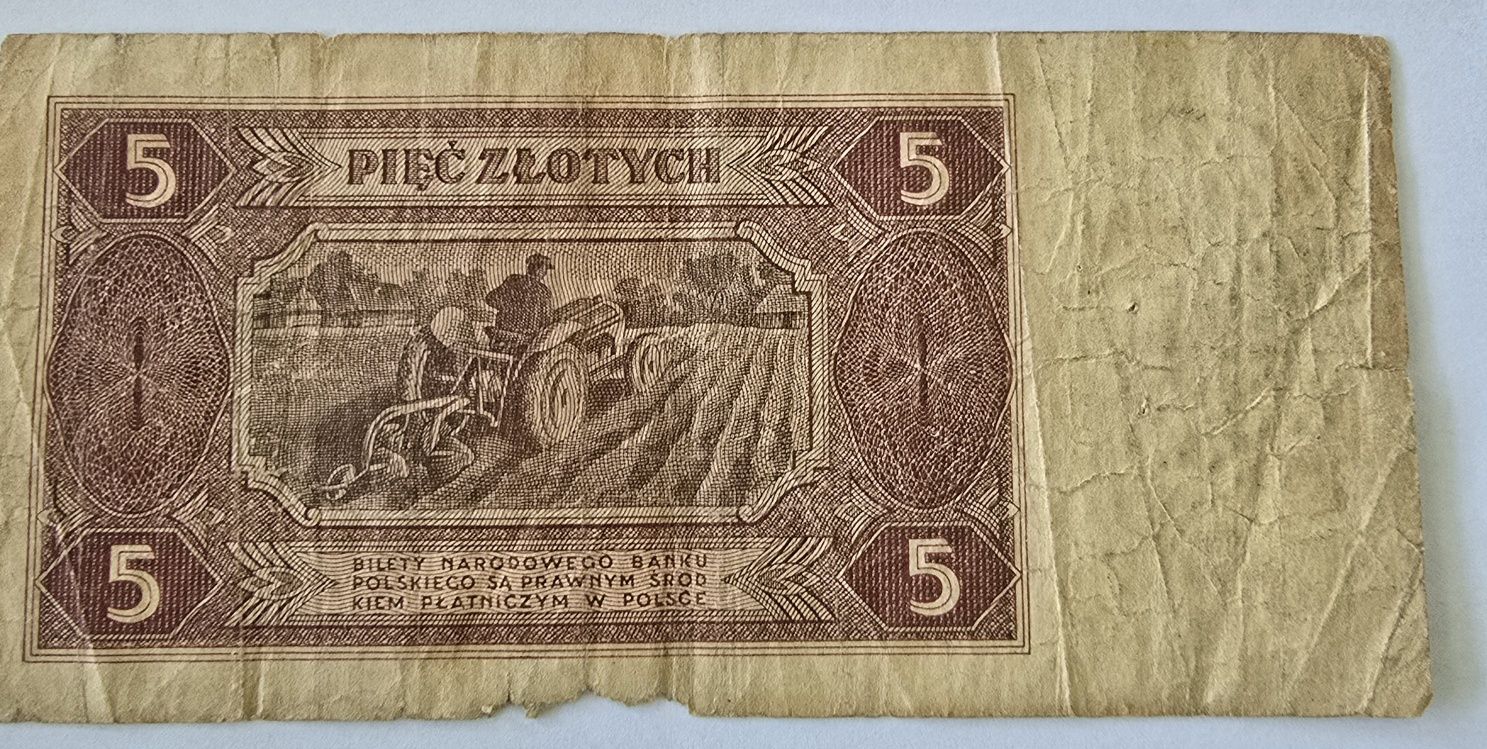 5
PIĘĆ ZŁOTYCH
5
5
BILETY NARODOWEGO BANKU
POLSKIEGO SĄ PRAWNYM ŚROD
KIEM PŁATNICZYM W POLSCE
5